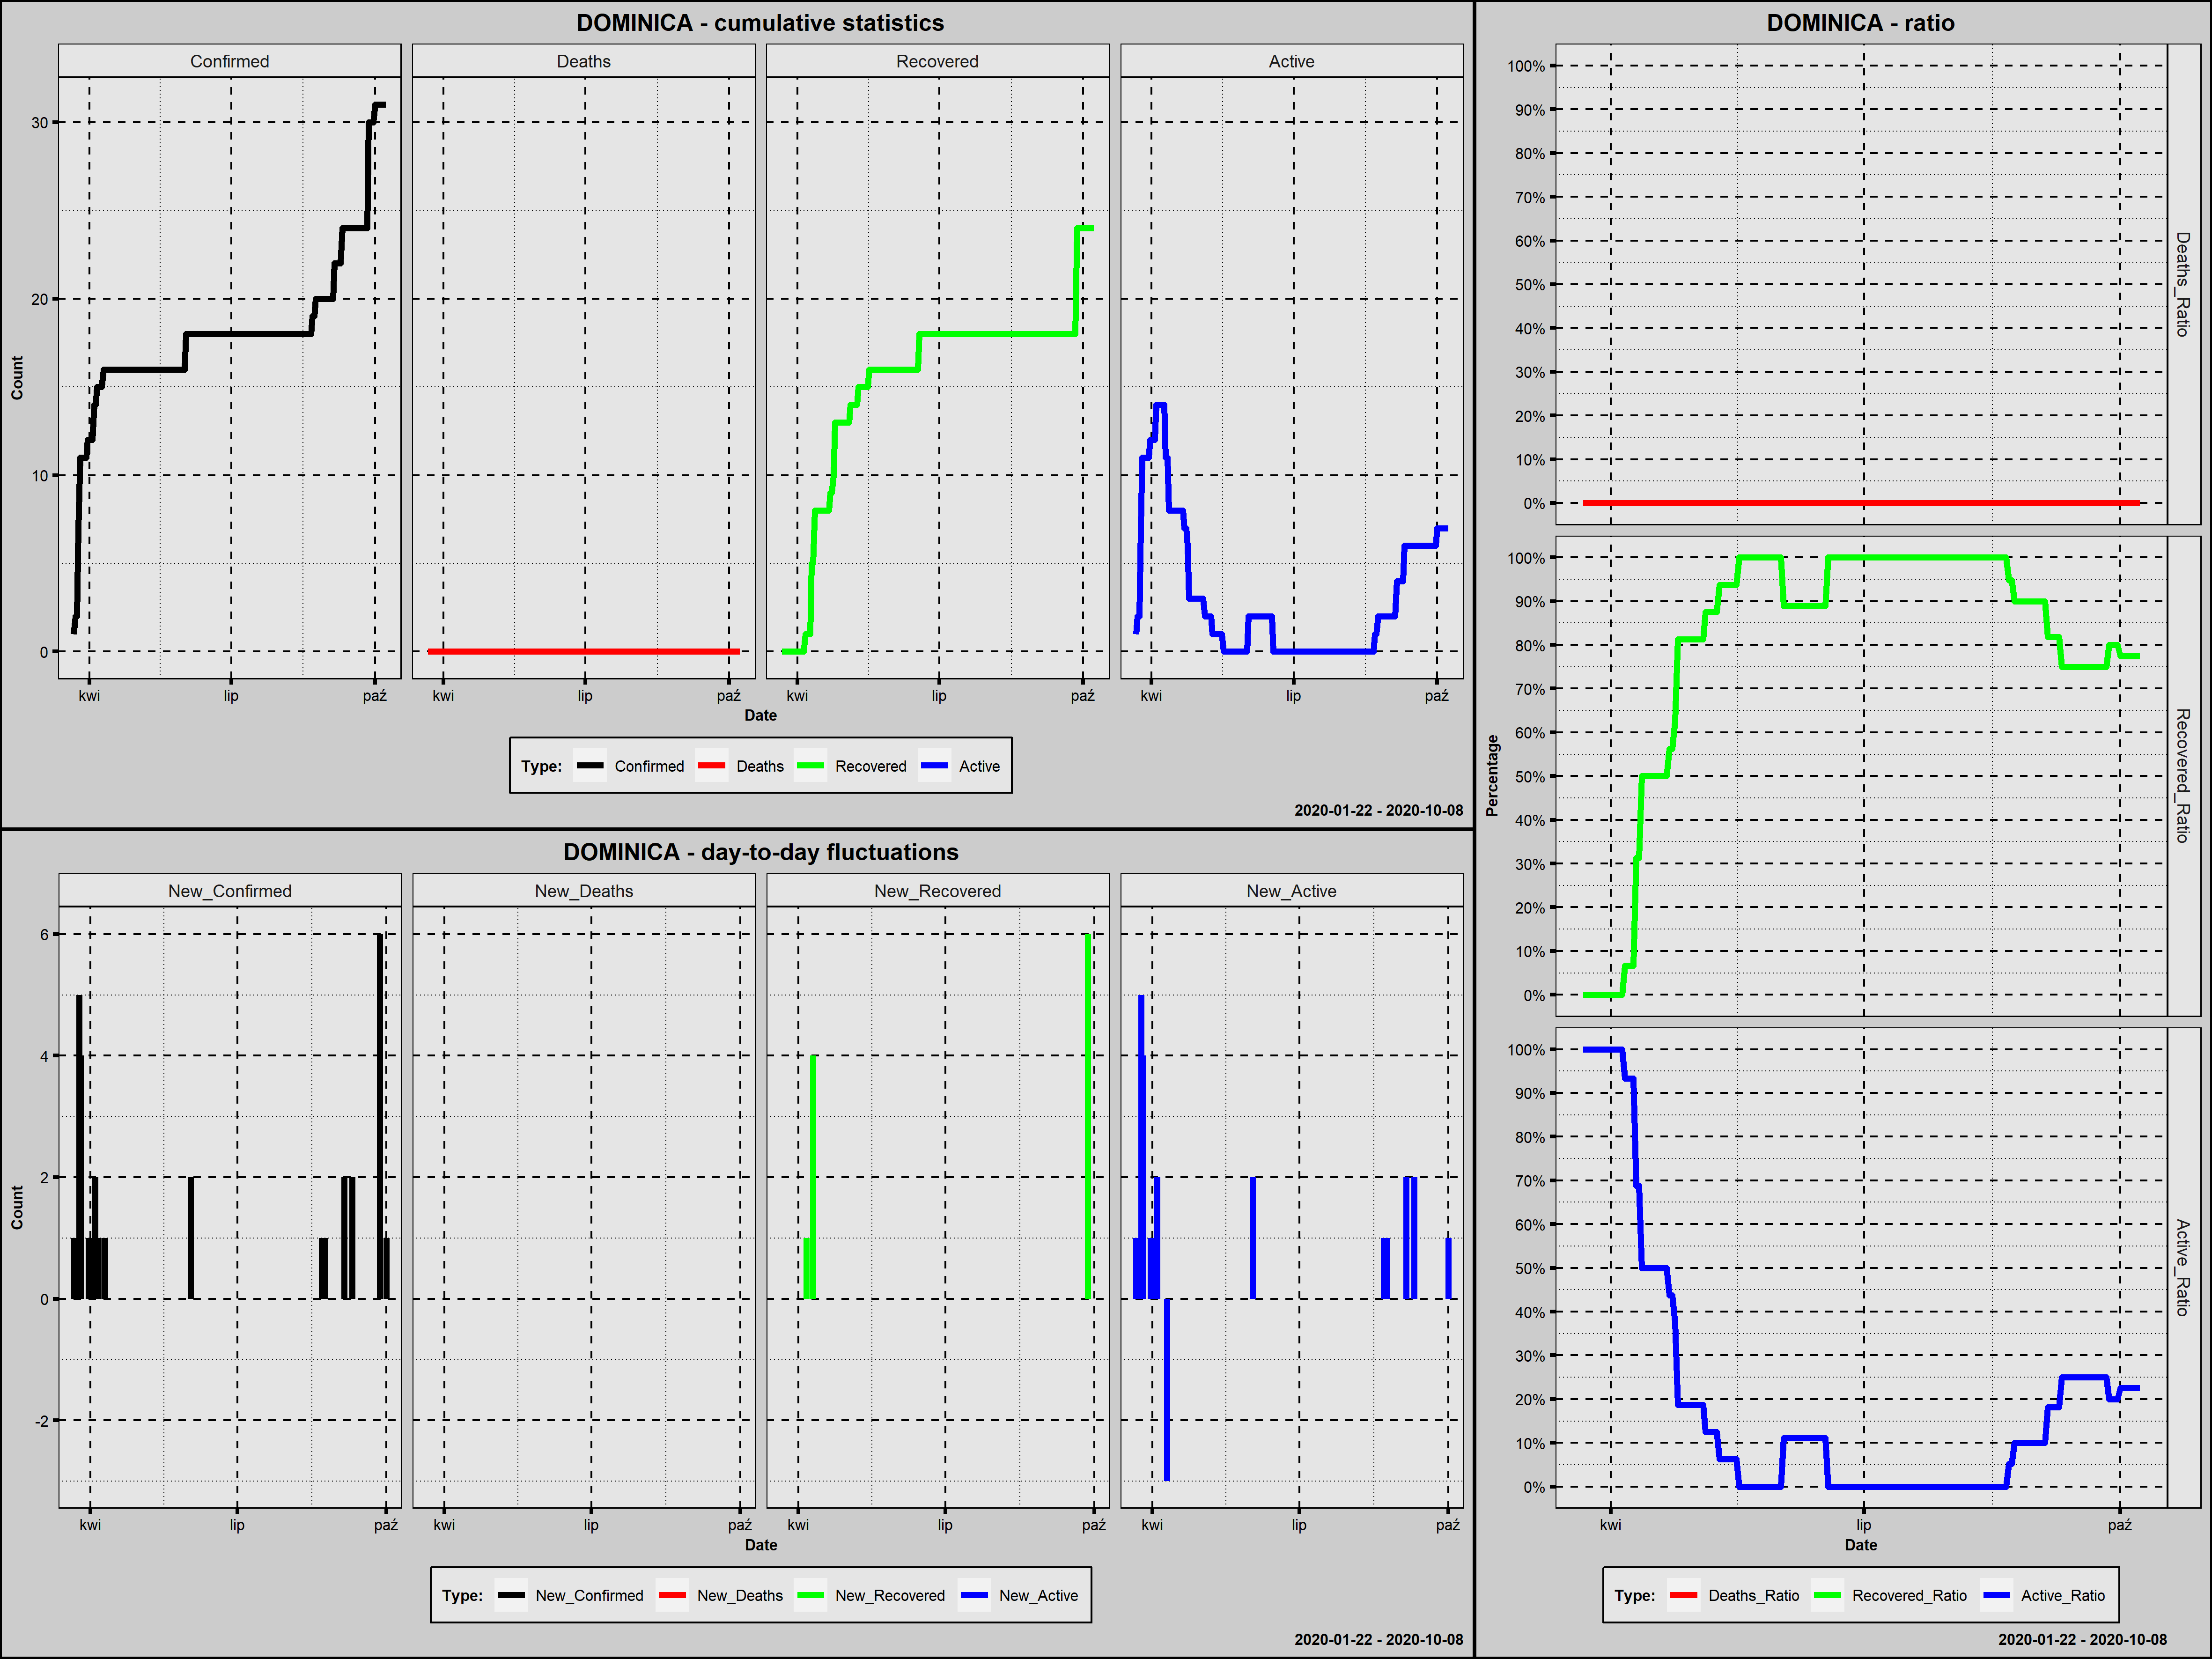 DOMINICA - cumulative statistics
Confirmed Deaths Recovered Active
Count
30
20
10
0
kwi lip paź kwi lip paź kwi lip paź kwi lip paź
Date
Type: Confirmed Deaths Recovered Active
2020-01-22 - 2020-10-08
DOMINICA - day-to-day fluctuations
New_Confirmed New_Deaths New_Recovered New_Active
Count
6
4
2
0
-2
kwi lip paź kwi lip paź kwi lip paź kwi lip paź
Date
Type: New_Confirmed New_Deaths New_Recovered New_Active
2020-01-22 - 2020-10-08
DOMINICA - ratio
Percentage
100%
90%
80%
70%
60%
50%
40%
30%
20%
10%
0%
Deaths_Ratio
100%
90%
80%
70%
60%
50%
40%
30%
20%
10%
0%
Recovered_Ratio
100%
90%
80%
70%
60%
50%
40%
30%
20%
10%
0%
Active_Ratio
kwi lip paź
Date
Type: Deaths_Ratio Recovered_Ratio Active_Ratio
2020-01-22 - 2020-10-08